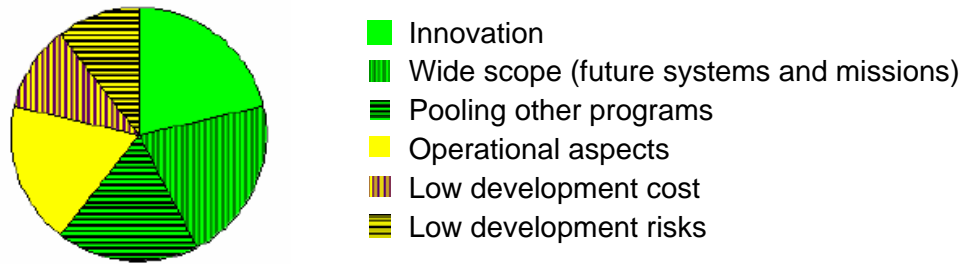 Innovation
Wide scope (future systems and missions)
Pooling other programs
Operational aspects
Low development cost
Low development risks